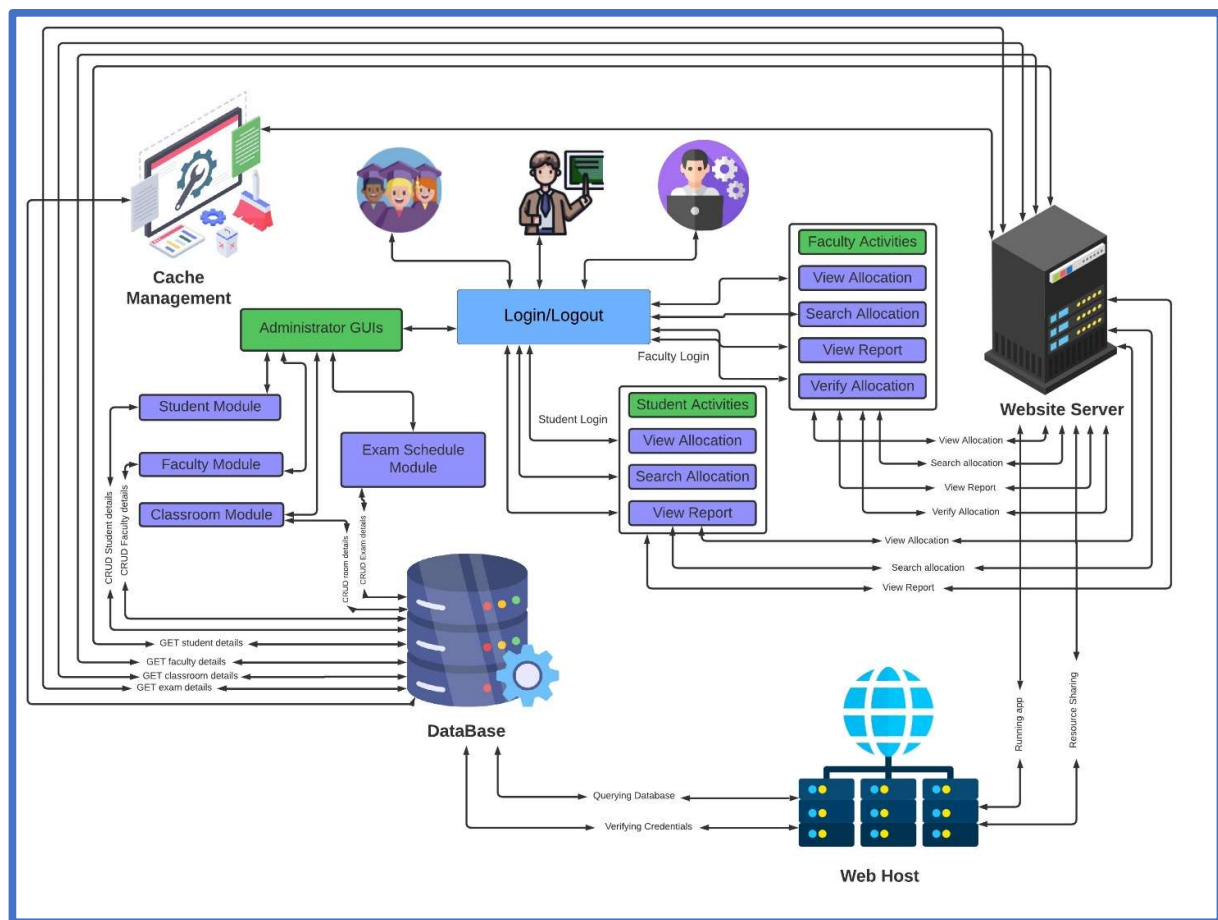 Cache
Management
Administrator GUIs
Login/Logout
Faculty Login
Faculty Activities
View Allocation
Search Allocation
View Report
Verify Allocation
Website Server
Student Login
Student Activities
View Allocation
Search Allocation
View Report
Student Module
Faculty Module
Classroom Module
Exam Schedule
Module
View Allocation
Search allocation
View Report
Verify Allocation
View Allocation
Search allocation
View Report
CRUD Student details
CRUD Faculty details
CRUD room details
CRUD Exam details
GET student details
GET faculty details
GET classroom details
GET exam details
DataBase
Running app
Resource Sharing
Querying Database
Verifying Credentials
Web Host